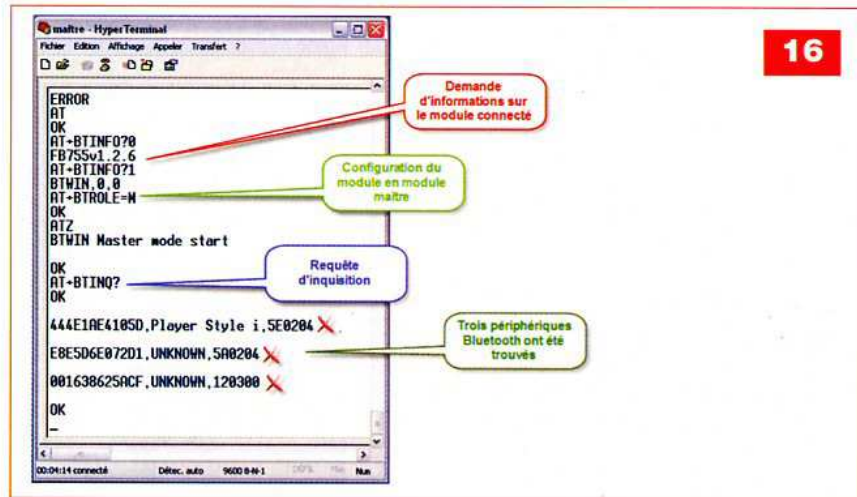 maître - HyperTerminal
Fichier Edition Affichage Appeler Transfert ?
16
ERROR
AT
OK
AT+BTINFO?0
FB755v1.2.6
AT+BTINFO?1
BTWIN,0,0
AT+BTROLE=M
OK
ATZ
BTWIN Master mode start
OK
AT+BTINQ?
OK
444E1AE4105D,Player Style i,5E0204
E8E5D6E072D1,UNKNOWN,5A0204
001638625ACF,UNKNOWN,120300
OK
Demande
d'informations sur
le module connecté
Configuration du
module en module
maître
Requête
d'inquisition
Trois périphériques
Bluetooth ont été
trouvés
00:04:14 connecté Détec. auto 9600 8-N-1 Num